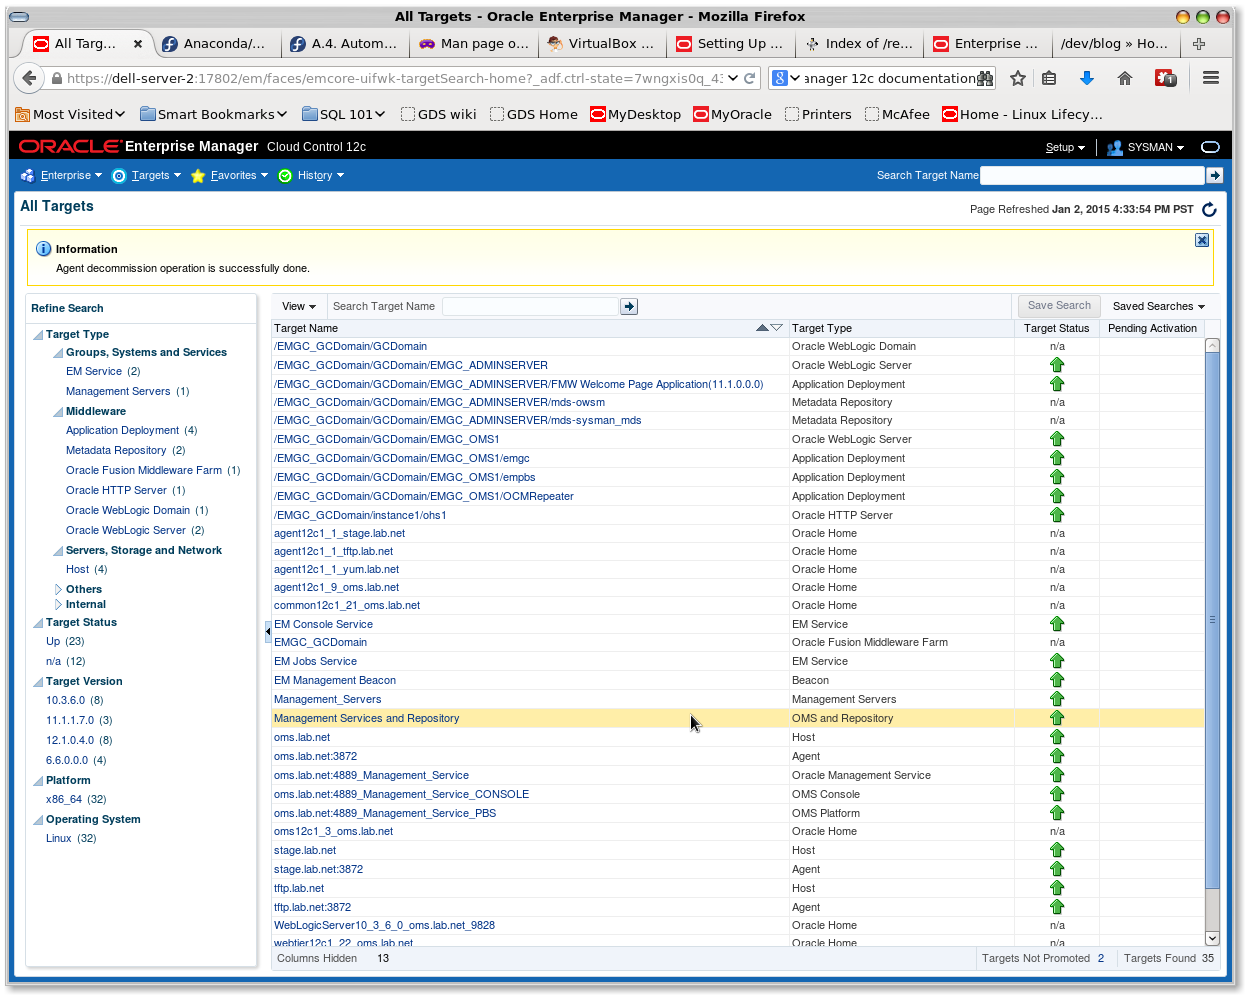 All Targets - Oracle Enterprise Manager - Mozilla Firefox
All Targ... Anaconda/... A.4. Autom... Man page o... VirtualBox ... Setting Up ... Index of /re... Enterprise ... /dev/blog » Ho...
https://dell-server-2:17802/em/faces/emcore-uifwk-targetSearch-home?_adf.ctrl-state=7wngxis0q_4 anager 12c documentation
Most Visited Smart Bookmarks SQL 101 GDS wiki GDS Home MyDesktop MyOracle Printers McAfee Home - Linux Lifecy...
ORACLE Enterprise Manager Cloud Control 12c Setup SYSMAN
Enterprise Targets Favorites History Search Target Name
All Targets Page Refreshed Jan 2, 2015 4:33:54 PM PST
Information
Agent decommission operation is successfully done.
Refine Search
Target Type
Groups, Systems and Services
EM Service (2)
Management Servers (1)
Middleware
Application Deployment (4)
Metadata Repository (2)
Oracle Fusion Middleware Farm (1)
Oracle HTTP Server (1)
Oracle WebLogic Domain (1)
Oracle WebLogic Server (2)
Servers, Storage and Network
Host (4)
Others
Internal
Target Status
Up (23)
n/a (12)
Target Version
10.3.6.0 (8)
11.1.1.7.0 (3)
12.1.0.4.0 (8)
6.6.0.0.0 (4)
Platform
x86_64 (32)
Operating System
Linux (32)
View Search Target Name Save Search Saved Searches
Target Name Target Type Target Status Pending Activation
/EMGC_GCDomain/GCDomain Oracle WebLogic Domain n/a
/EMGC_GCDomain/GCDomain/EMGC_ADMINSERVER Oracle WebLogic Server
/EMGC_GCDomain/GCDomain/EMGC_ADMINSERVER/FMW Welcome Page Application(11.1.0.0.0) Application Deployment
/EMGC_GCDomain/GCDomain/EMGC_ADMINSERVER/mds-owsm Metadata Repository n/a
/EMGC_GCDomain/GCDomain/EMGC_ADMINSERVER/mds-sysman_mds Metadata Repository n/a
/EMGC_GCDomain/GCDomain/EMGC_OMS1 Oracle WebLogic Server
/EMGC_GCDomain/GCDomain/EMGC_OMS1/emgc Application Deployment
/EMGC_GCDomain/GCDomain/EMGC_OMS1/empbs Application Deployment
/EMGC_GCDomain/GCDomain/EMGC_OMS1/OCMRepeater Application Deployment
/EMGC_GCDomain/instance1/ohs1 Oracle HTTP Server
agent12c1_1_stage.lab.net Oracle Home n/a
agent12c1_1_tftp.lab.net Oracle Home n/a
agent12c1_1_yum.lab.net Oracle Home n/a
agent12c1_9_oms.lab.net Oracle Home n/a
common12c1_21_oms.lab.net Oracle Home n/a
EM Console Service EM Service
EMGC_GCDomain Oracle Fusion Middleware Farm n/a
EM Jobs Service EM Service
EM Management Beacon Beacon
Management_Servers Management Servers
Management Services and Repository OMS and Repository
oms.lab.net Host
oms.lab.net:3872 Agent
oms.lab.net:4889_Management_Service Oracle Management Service
oms.lab.net:4889_Management_Service_CONSOLE OMS Console
oms.lab.net:4889_Management_Service_PBS OMS Platform
oms12c1_3_oms.lab.net Oracle Home n/a
stage.lab.net Host
stage.lab.net:3872 Agent
tftp.lab.net Host
tftp.lab.net:3872 Agent
WebLogicServer10_3_6_0_oms.lab.net_9828 Oracle Home n/a
webtier12c1_22_oms.lab.net Oracle Home n/a
Columns Hidden 13 Targets Not Promoted 2 Targets Found 35